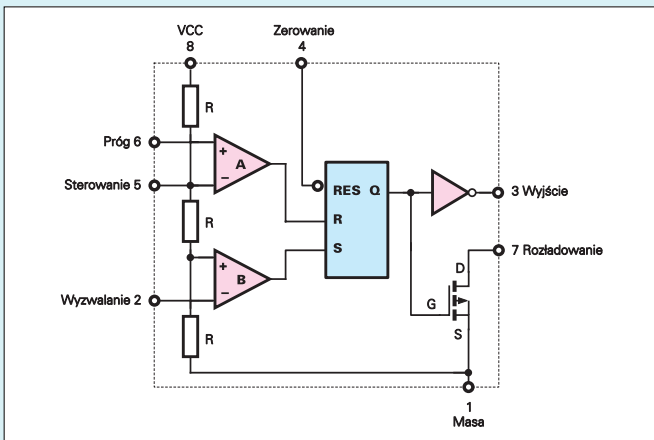 VCC
8
Zerowanie
4
R
Próg 6
+
A
–
Sterowanie 5
RES Q
3 Wyjście
R
R
S
7 Rozładowanie
+
B
–
D
Wyzwalanie 2
G
S
R
1
Masa